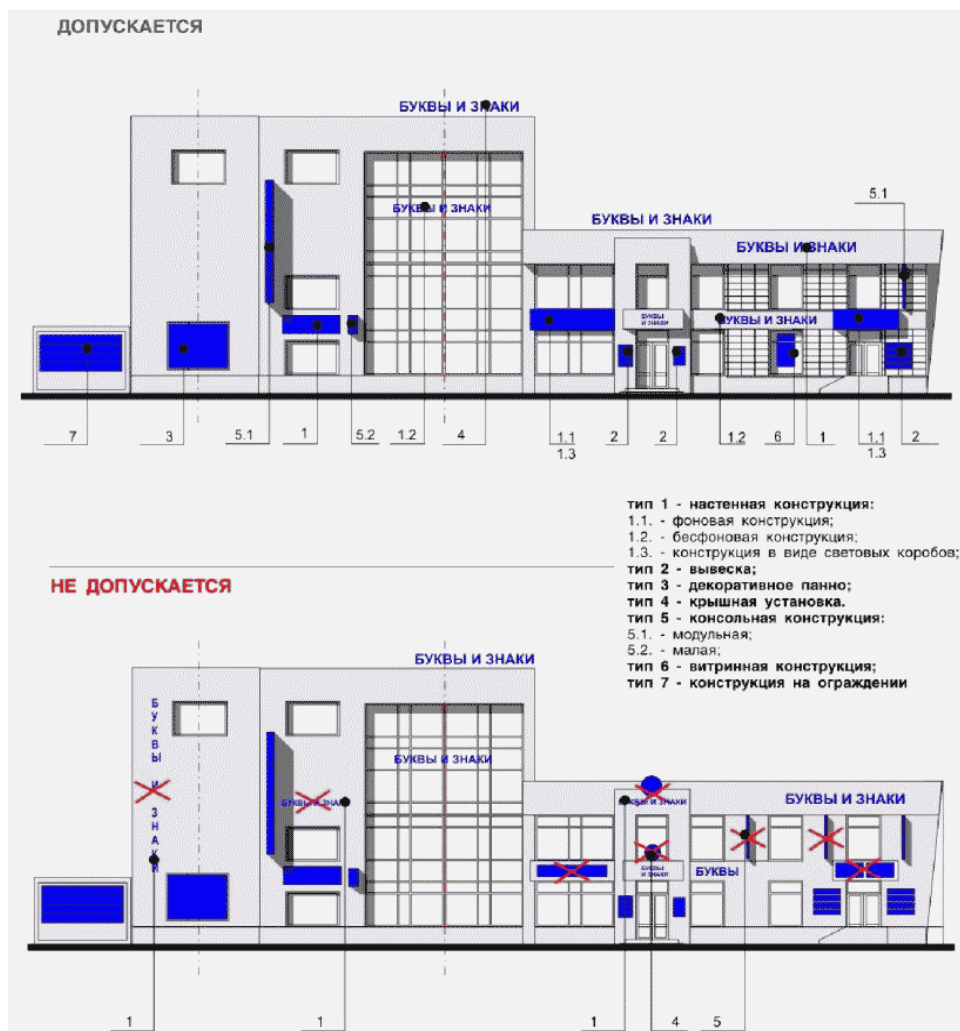 ДОПУСКАЕТСЯ
БУКВЫ И ЗНАКИ
5.1
БУКВЫ И ЗНАКИ
БУКВЫ И ЗНАКИ
БУКВЫ И ЗНАКИ
БУКВЫ
И ЗНАКИ
БУКВЫ И ЗНАКИ
7 3 5.1 1 5.2 1.2 4 1.1 2 2 1.2 6 1 1.1 2
1.3 1.3
тип 1 - настенная конструкция:
1.1. - фоновая конструкция;
1.2. - бесфоновая конструкция;
1.3. - конструкция в виде световых коробов;
тип 2 - вывеска;
тип 3 - декоративное панно;
тип 4 - крышная установка.
тип 5 - консольная конструкция:
5.1. - модульная;
5.2. - малая;
тип 6 - витринная конструкция;
тип 7 - конструкция на ограждении
НЕ ДОПУСКАЕТСЯ
БУКВЫ И ЗНАКИ
БУКВЫ И ЗНАКИ
БУКВЫ И ЗНАКИ
БУКВЫ И ЗНАКИ
БУКВЫ И ЗНАКИ
БУКВЫ И ЗНАКИ
БУКВЫ
И ЗНАКИ
БУКВЫ
1 1 1 4 5